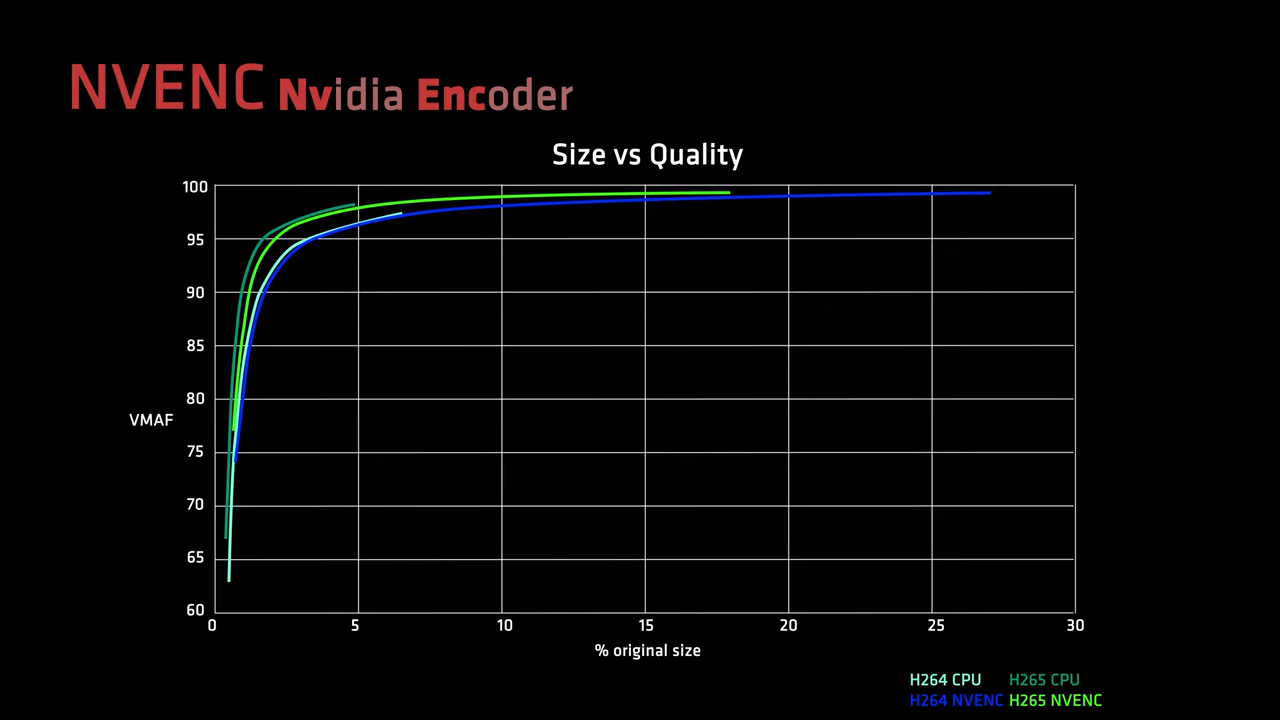 NVENC Nvidia Encoder
Size vs Quality
100
95
90
85
80
VMAF
75
70
65
60
0 5 10 15 20 25 30
% original size
H264 CPU H265 CPU
H264 NVENC H265 NVENC